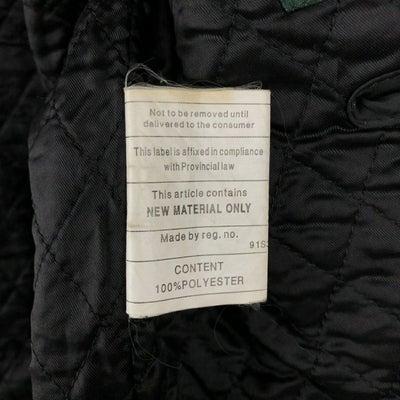 Not to be removed until
delivered to the consumer
This label is affixed in compliance
with Provincial law
This article contains
NEW MATERIAL ONLY
Made by reg. no.
CONTENT
100%POLYESTER